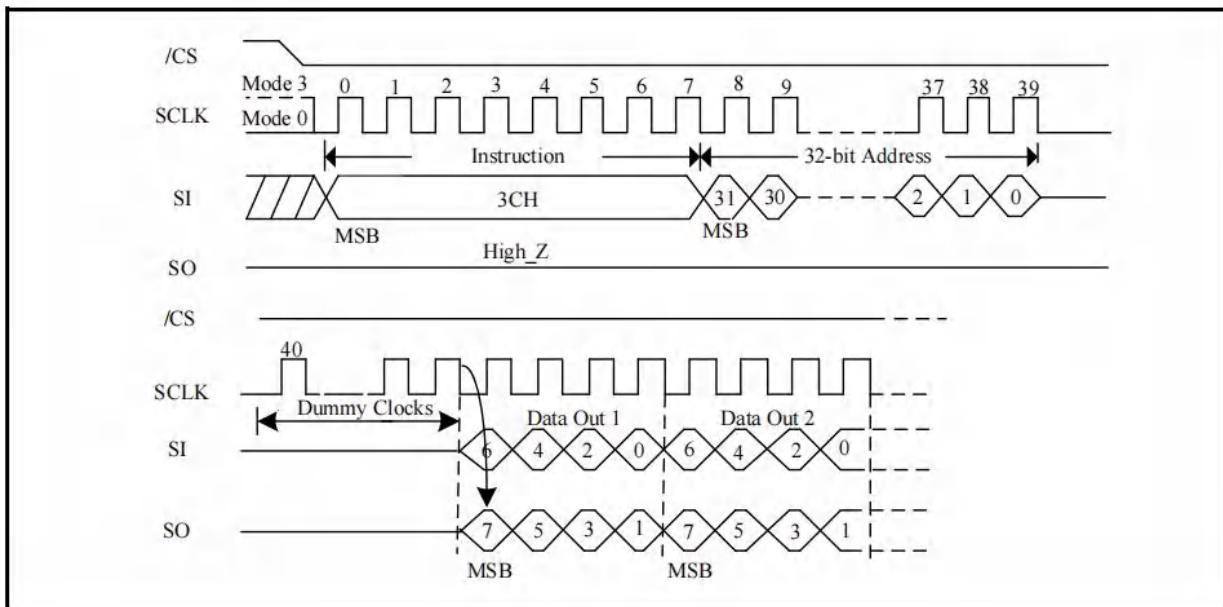 /CS
Mode 3 0 1 2 3 4 5 6 7 8 9 37 38 39
SCLK
Mode 0
Instruction 32-bit Address
SI 3CH 31 30 2 1 0
MSB MSB
High_Z
SO
/CS
40
SCLK
Dummy Clocks Data Out 1 Data Out 2
SI 6 4 2 0 6 4 2 0
SO 7 5 3 1 7 5 3 1
MSB MSB